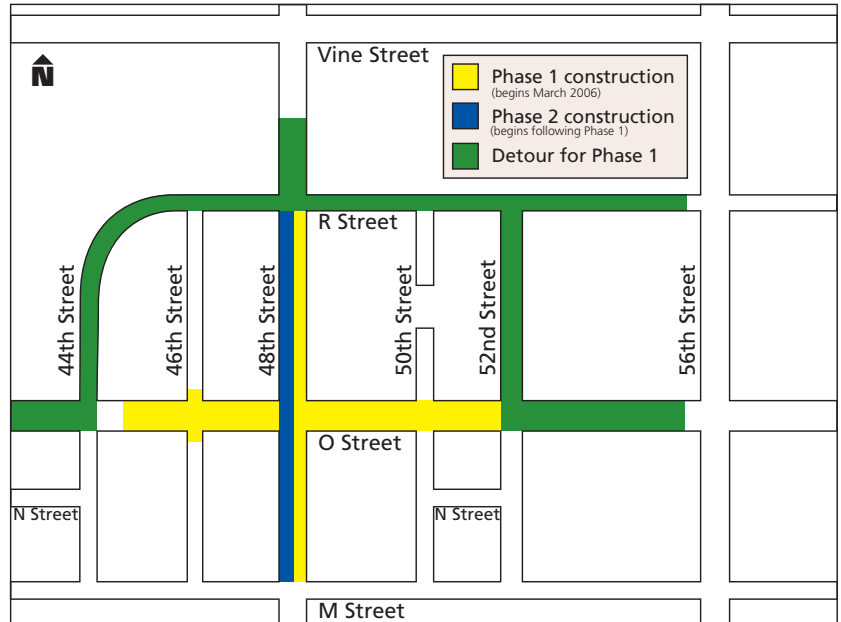 Vine Street
N
Phase 1 construction
(begins March 2006)
Phase 2 construction
(begins following Phase 1)
Detour for Phase 1
R Street
44th Street
46th Street
48th Street
50th Street
52nd Street
56th Street
O Street
N Street
N Street
M Street